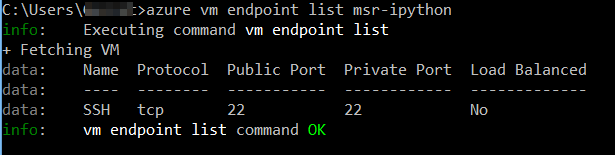 C:\Users\ >azure vm endpoint list msr-ipython
info:    Executing command vm endpoint list
+ Fetching VM
data:    Name  Protocol  Public Port  Private Port  Load Balanced
data:    ----  --------  -----------  ------------  -------------
data:    SSH   tcp       22           22            No
info:    vm endpoint list command OK